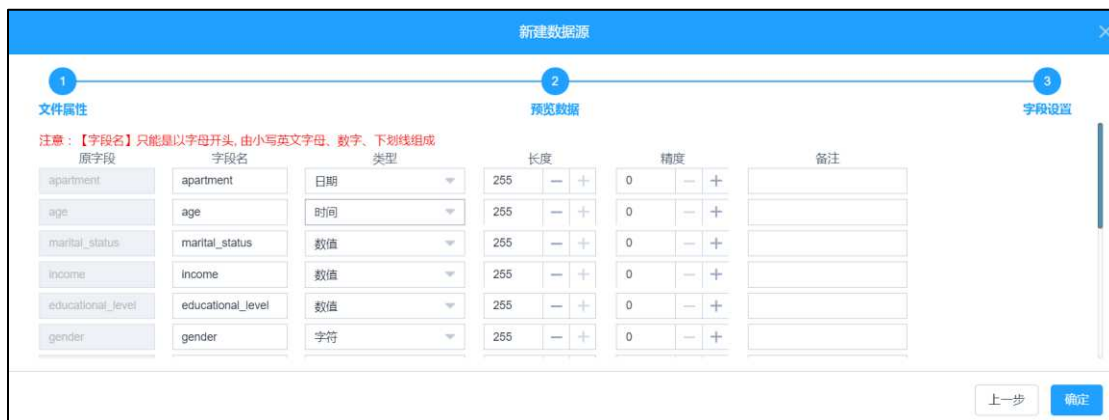 新建数据源
1 2 3
文件属性 预览数据 字段设置
注意：【字段名】只能是以字母开头,由小写英文字母、数字、下划线组成
原字段 字段名 类型 长度 精度 备注
apartment apartment 日期 255 0
age age 时间 255 0
marital_status marital_status 数值 255 0
income income 数值 255 0
educational_level educational_level 数值 255 0
gender gender 字符 255 0
上一步 确定